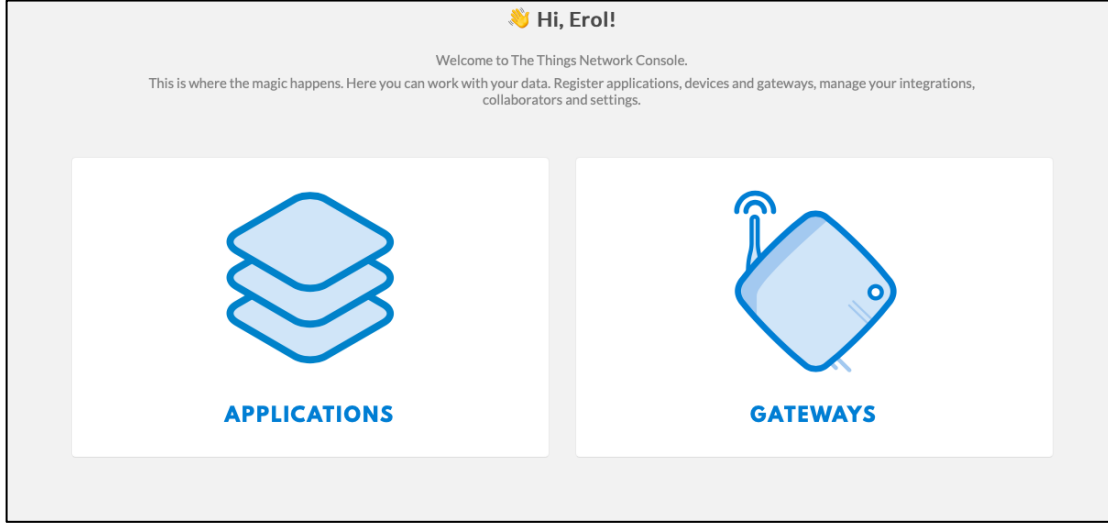 👋 Hi, Erol!
Welcome to The Things Network Console.
This is where the magic happens. Here you can work with your data. Register applications, devices and gateways, manage your integrations,
collaborators and settings.
APPLICATIONS
GATEWAYS